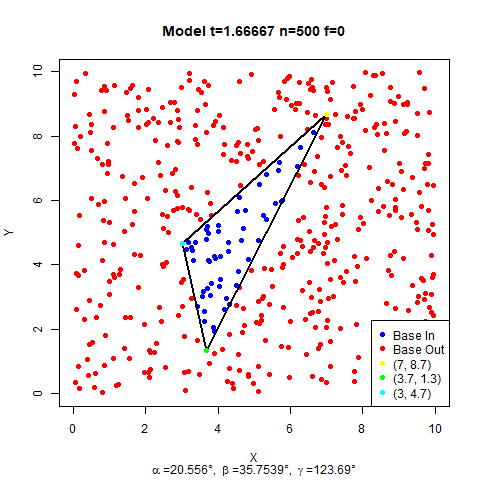 Model t=1.66667 n=500 f=0
Y
10
8
6
4
2
0
0 2 4 6 8 10
Base In
Base Out
(7, 8.7)
(3.7, 1.3)
(3, 4.7)
X
α=20.556°, β=35.7539°, γ=123.69°